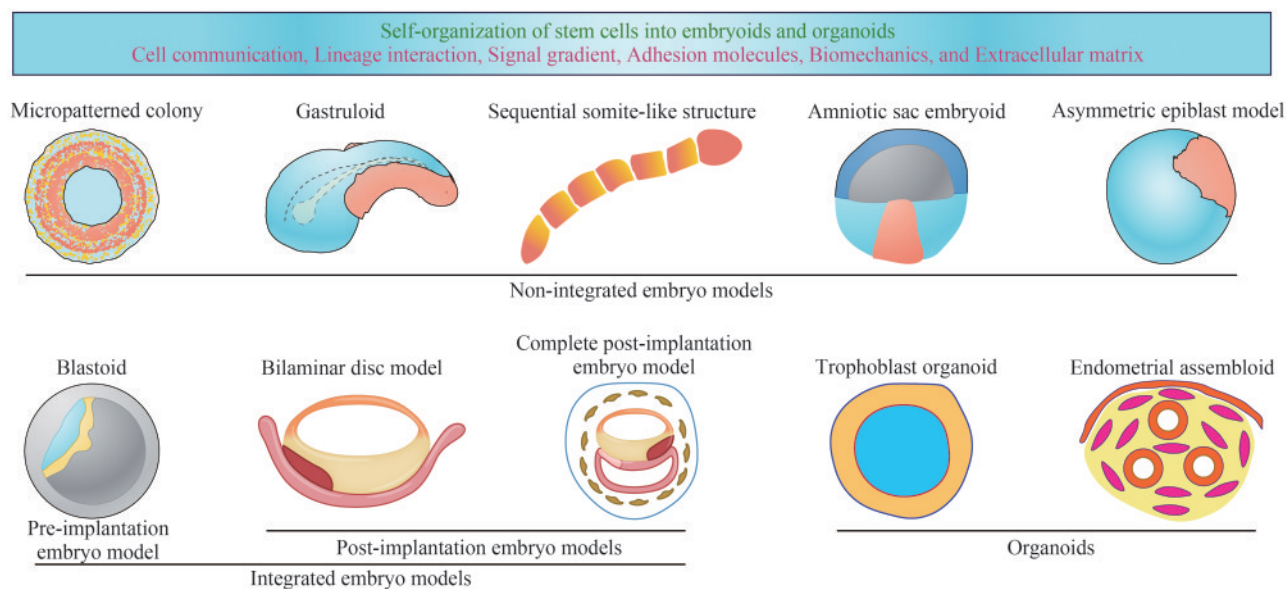 Self-organization of stem cells into embryoids and organoids
Cell communication, Lineage interaction, Signal gradient, Adhesion molecules, Biomechanics, and Extracellular matrix
Micropatterned colony
Gastruloid
Sequential somite-like structure
Amniotic sac embryoid
Asymmetric epiblast model
Non-integrated embryo models
Blastoid
Bilaminar disc model
Complete post-implantation
embryo model
Trophoblast organoid
Endometrial assembloid
Pre-implantation
embryo model
Post-implantation embryo models
Organoids
Integrated embryo models